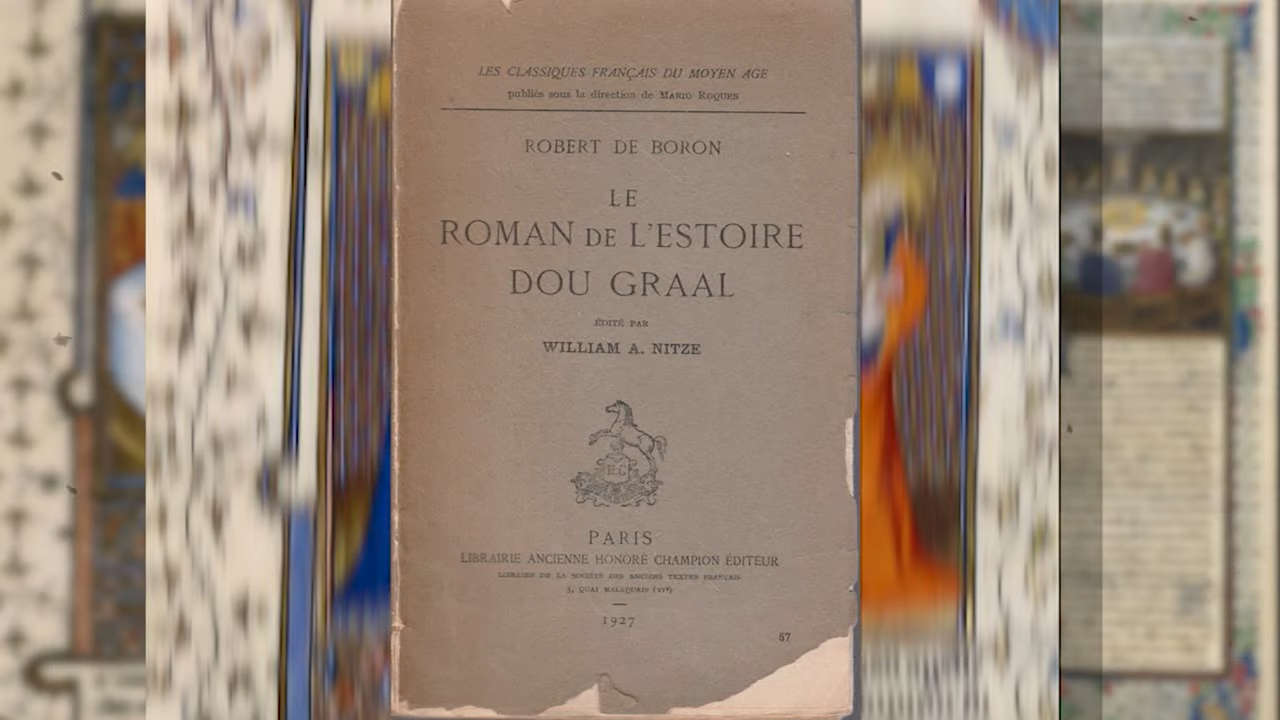 LES CLASSIQUES FRANÇAIS DU MOYEN AGE
publiés sous la direction de MARIO ROQUES
ROBERT DE BORON
LE
ROMAN DE L'ESTOIRE
DOU GRAAL
ÉDITÉ PAR
WILLIAM A. NITZE
H C
PARIS
LIBRAIRIE ANCIENNE HONORÉ CHAMPION ÉDITEUR
LIBRAIRE DE LA SOCIÉTÉ DES ANCIENS TEXTES FRANÇAIS
5, QUAI MALAQUAIS (VIᵉ)
1927
57